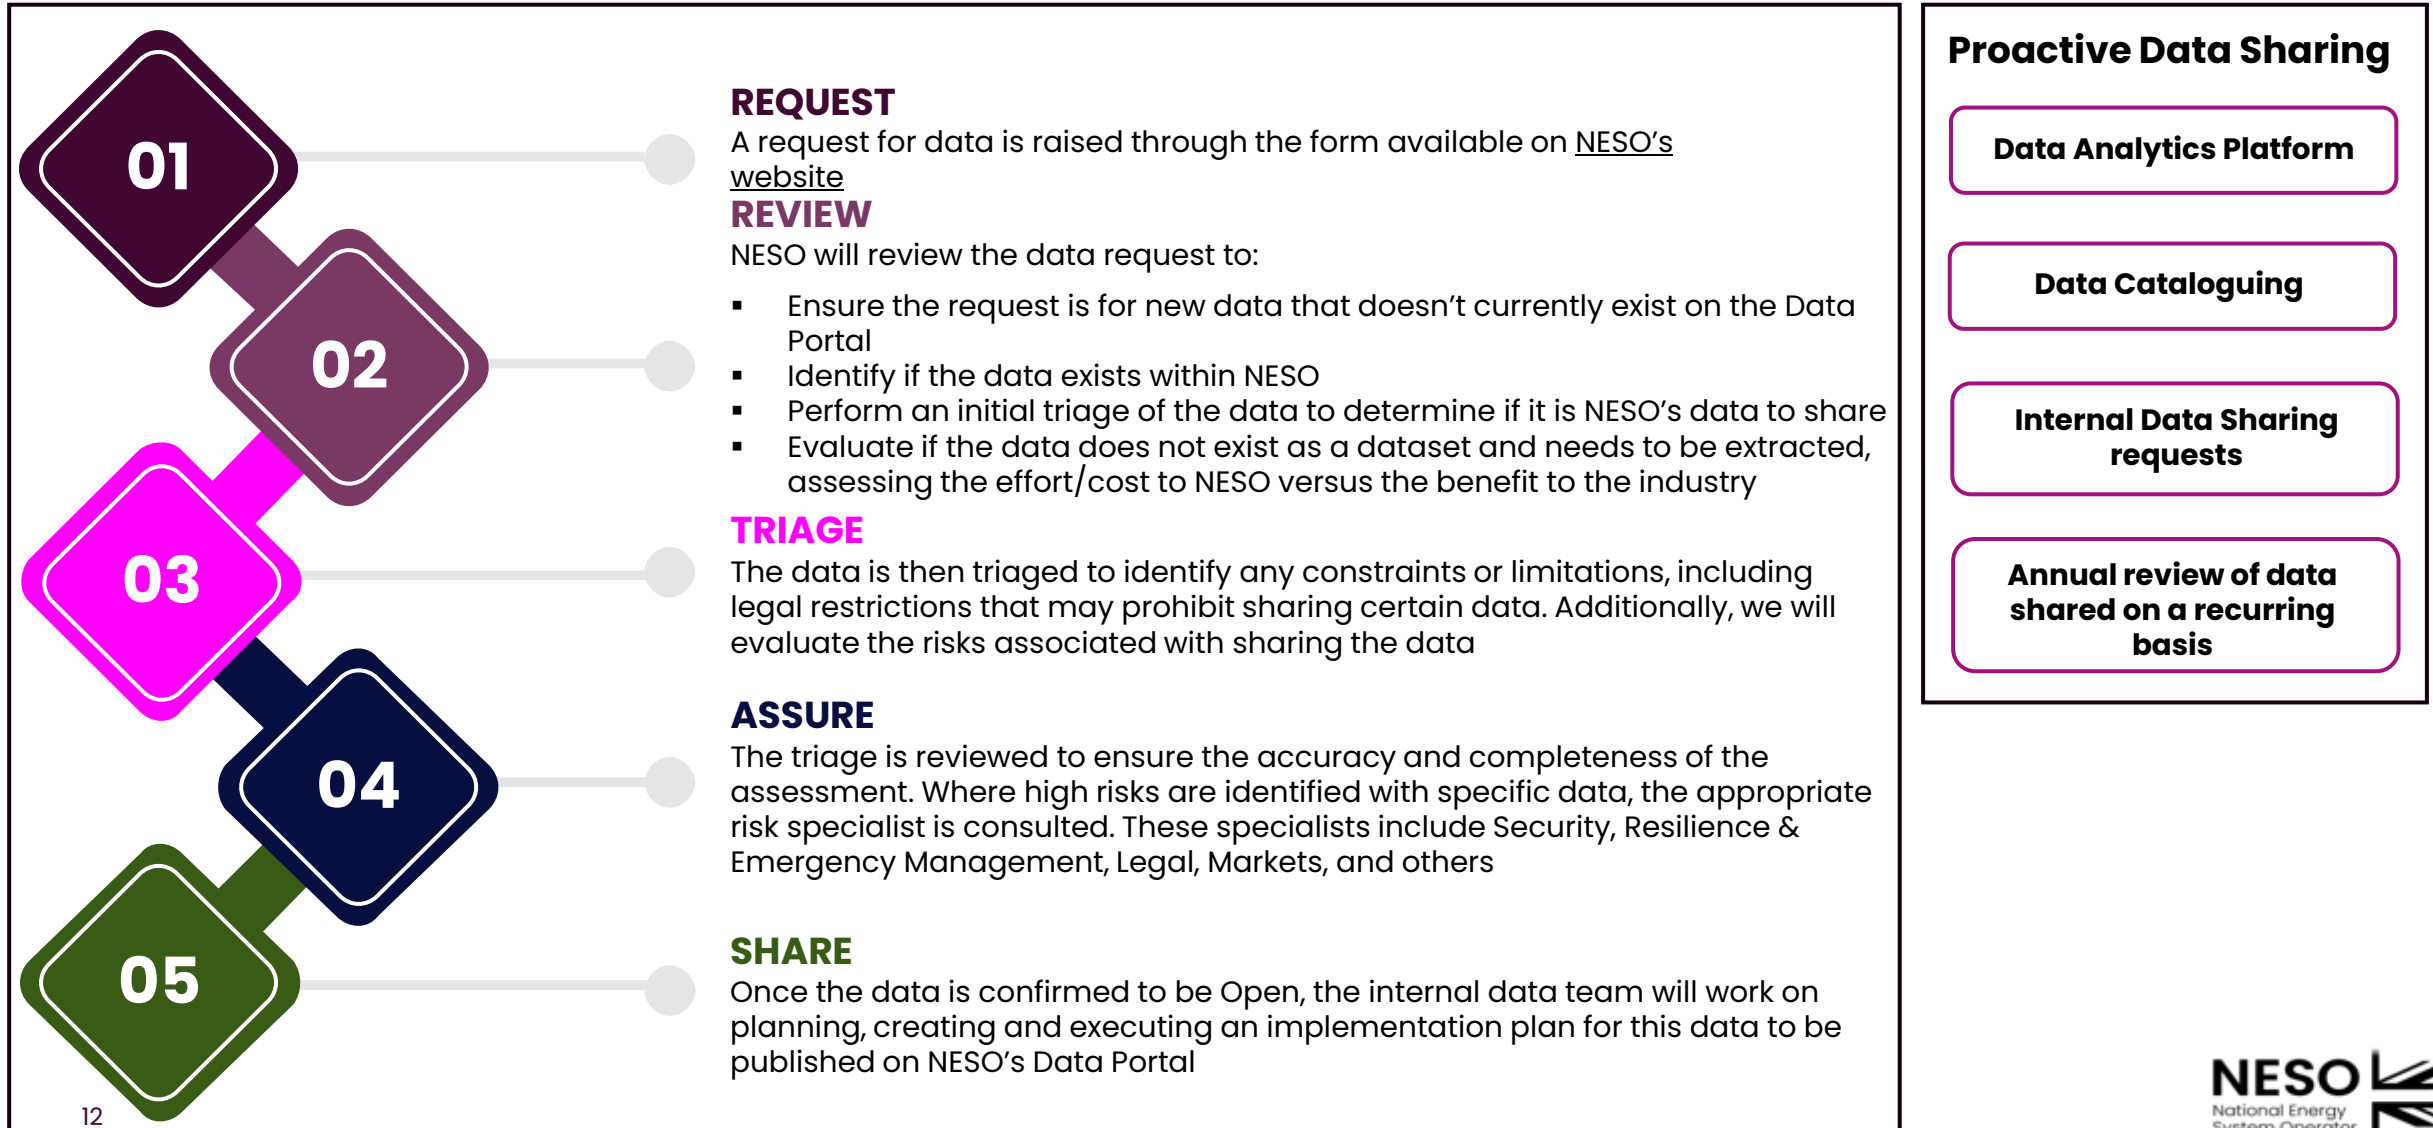 01
REQUEST
A request for data is raised through the form available on NESO’s
website
02
REVIEW
NESO will review the data request to:
▪ Ensure the request is for new data that doesn’t currently exist on the Data
Portal
▪ Identify if the data exists within NESO
▪ Perform an initial triage of the data to determine if it is NESO’s data to share
▪ Evaluate if the data does not exist as a dataset and needs to be extracted,
assessing the effort/cost to NESO versus the benefit to the industry
03
TRIAGE
The data is then triaged to identify any constraints or limitations, including
legal restrictions that may prohibit sharing certain data. Additionally, we will
evaluate the risks associated with sharing the data
04
ASSURE
The triage is reviewed to ensure the accuracy and completeness of the
assessment. Where high risks are identified with specific data, the appropriate
risk specialist is consulted. These specialists include Security, Resilience &
Emergency Management, Legal, Markets, and others
05
SHARE
Once the data is confirmed to be Open, the internal data team will work on
planning, creating and executing an implementation plan for this data to be
published on NESO’s Data Portal
12
Proactive Data Sharing
Data Analytics Platform
Data Cataloguing
Internal Data Sharing
requests
Annual review of data
shared on a recurring
basis
NESO
National Energy
System Operator